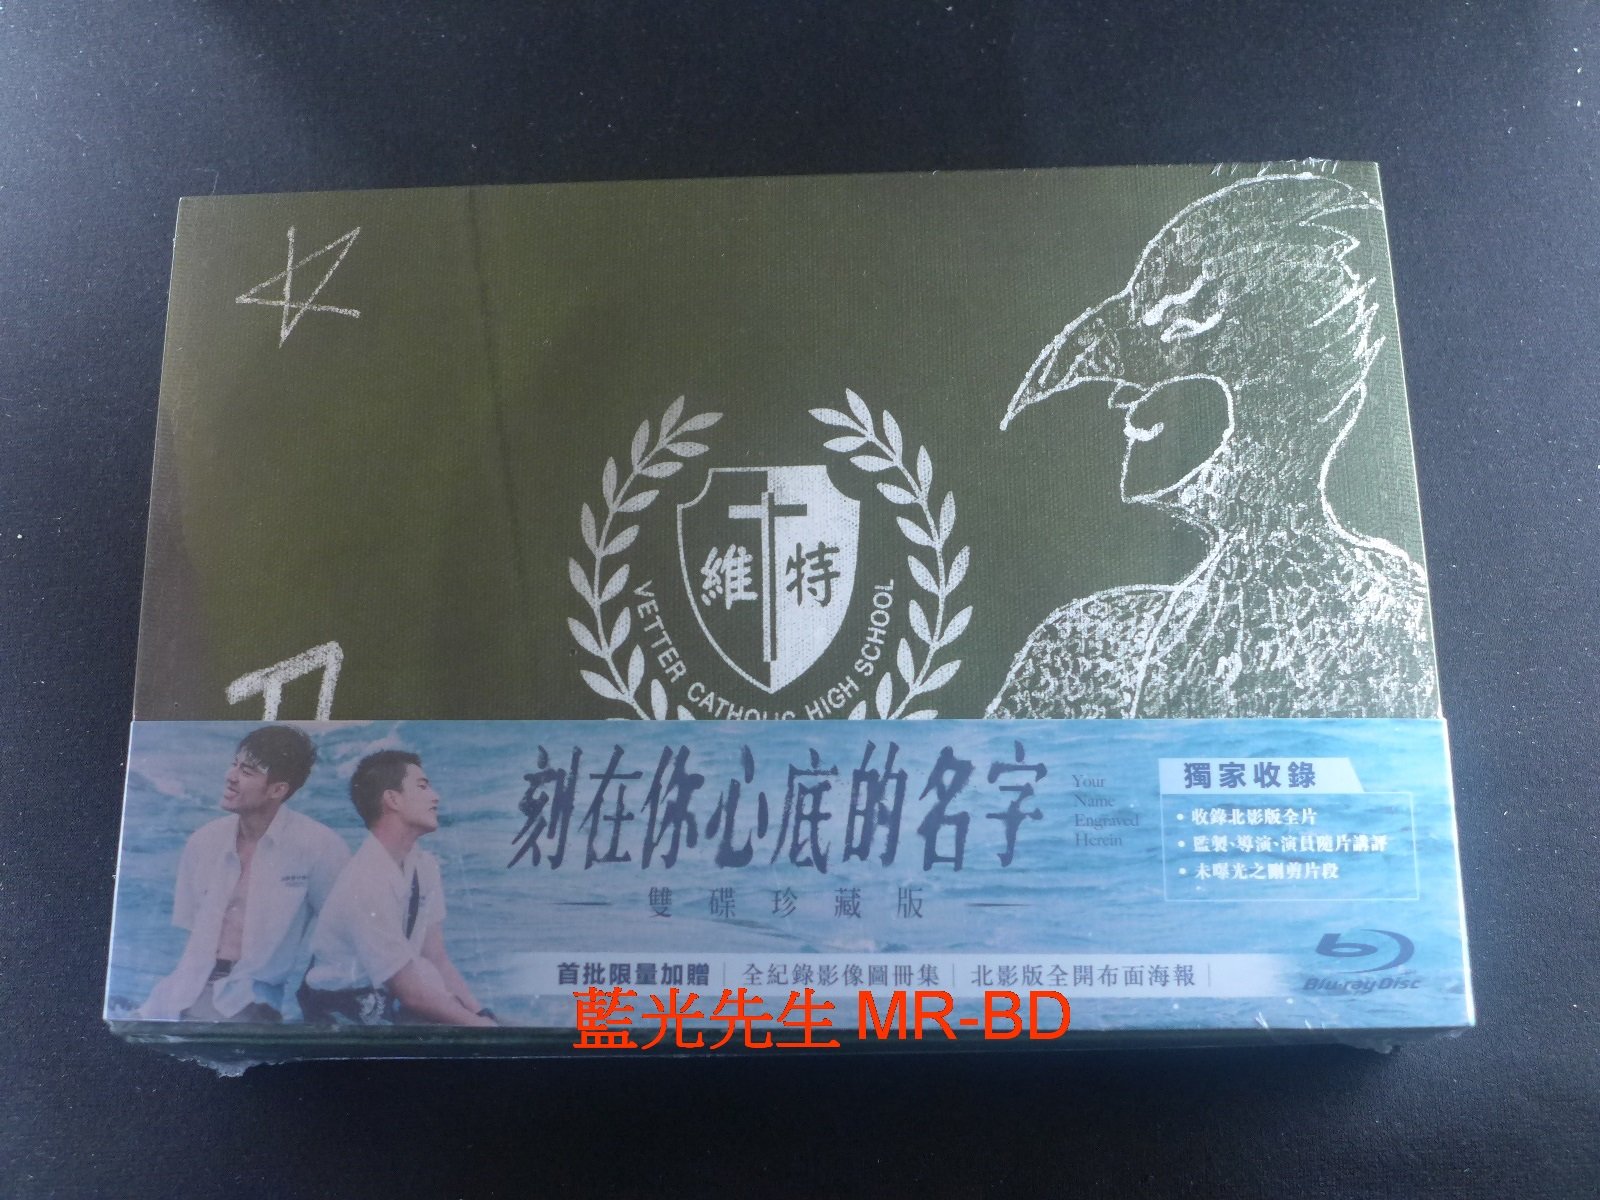 維 特
VETTER CATHOLIC HIGH SCHOOL
刻在你心底的名字
Your
Name
Engraved
Herein
雙碟珍藏版
獨家收錄
• 收錄北影版全片
• 監製、導演、演員隨片講評
• 未曝光之刪剪片段
首批限量加贈｜全紀錄影像圖冊集｜北影版全開布面海報｜
Blu-ray Disc
藍光先生 MR-BD